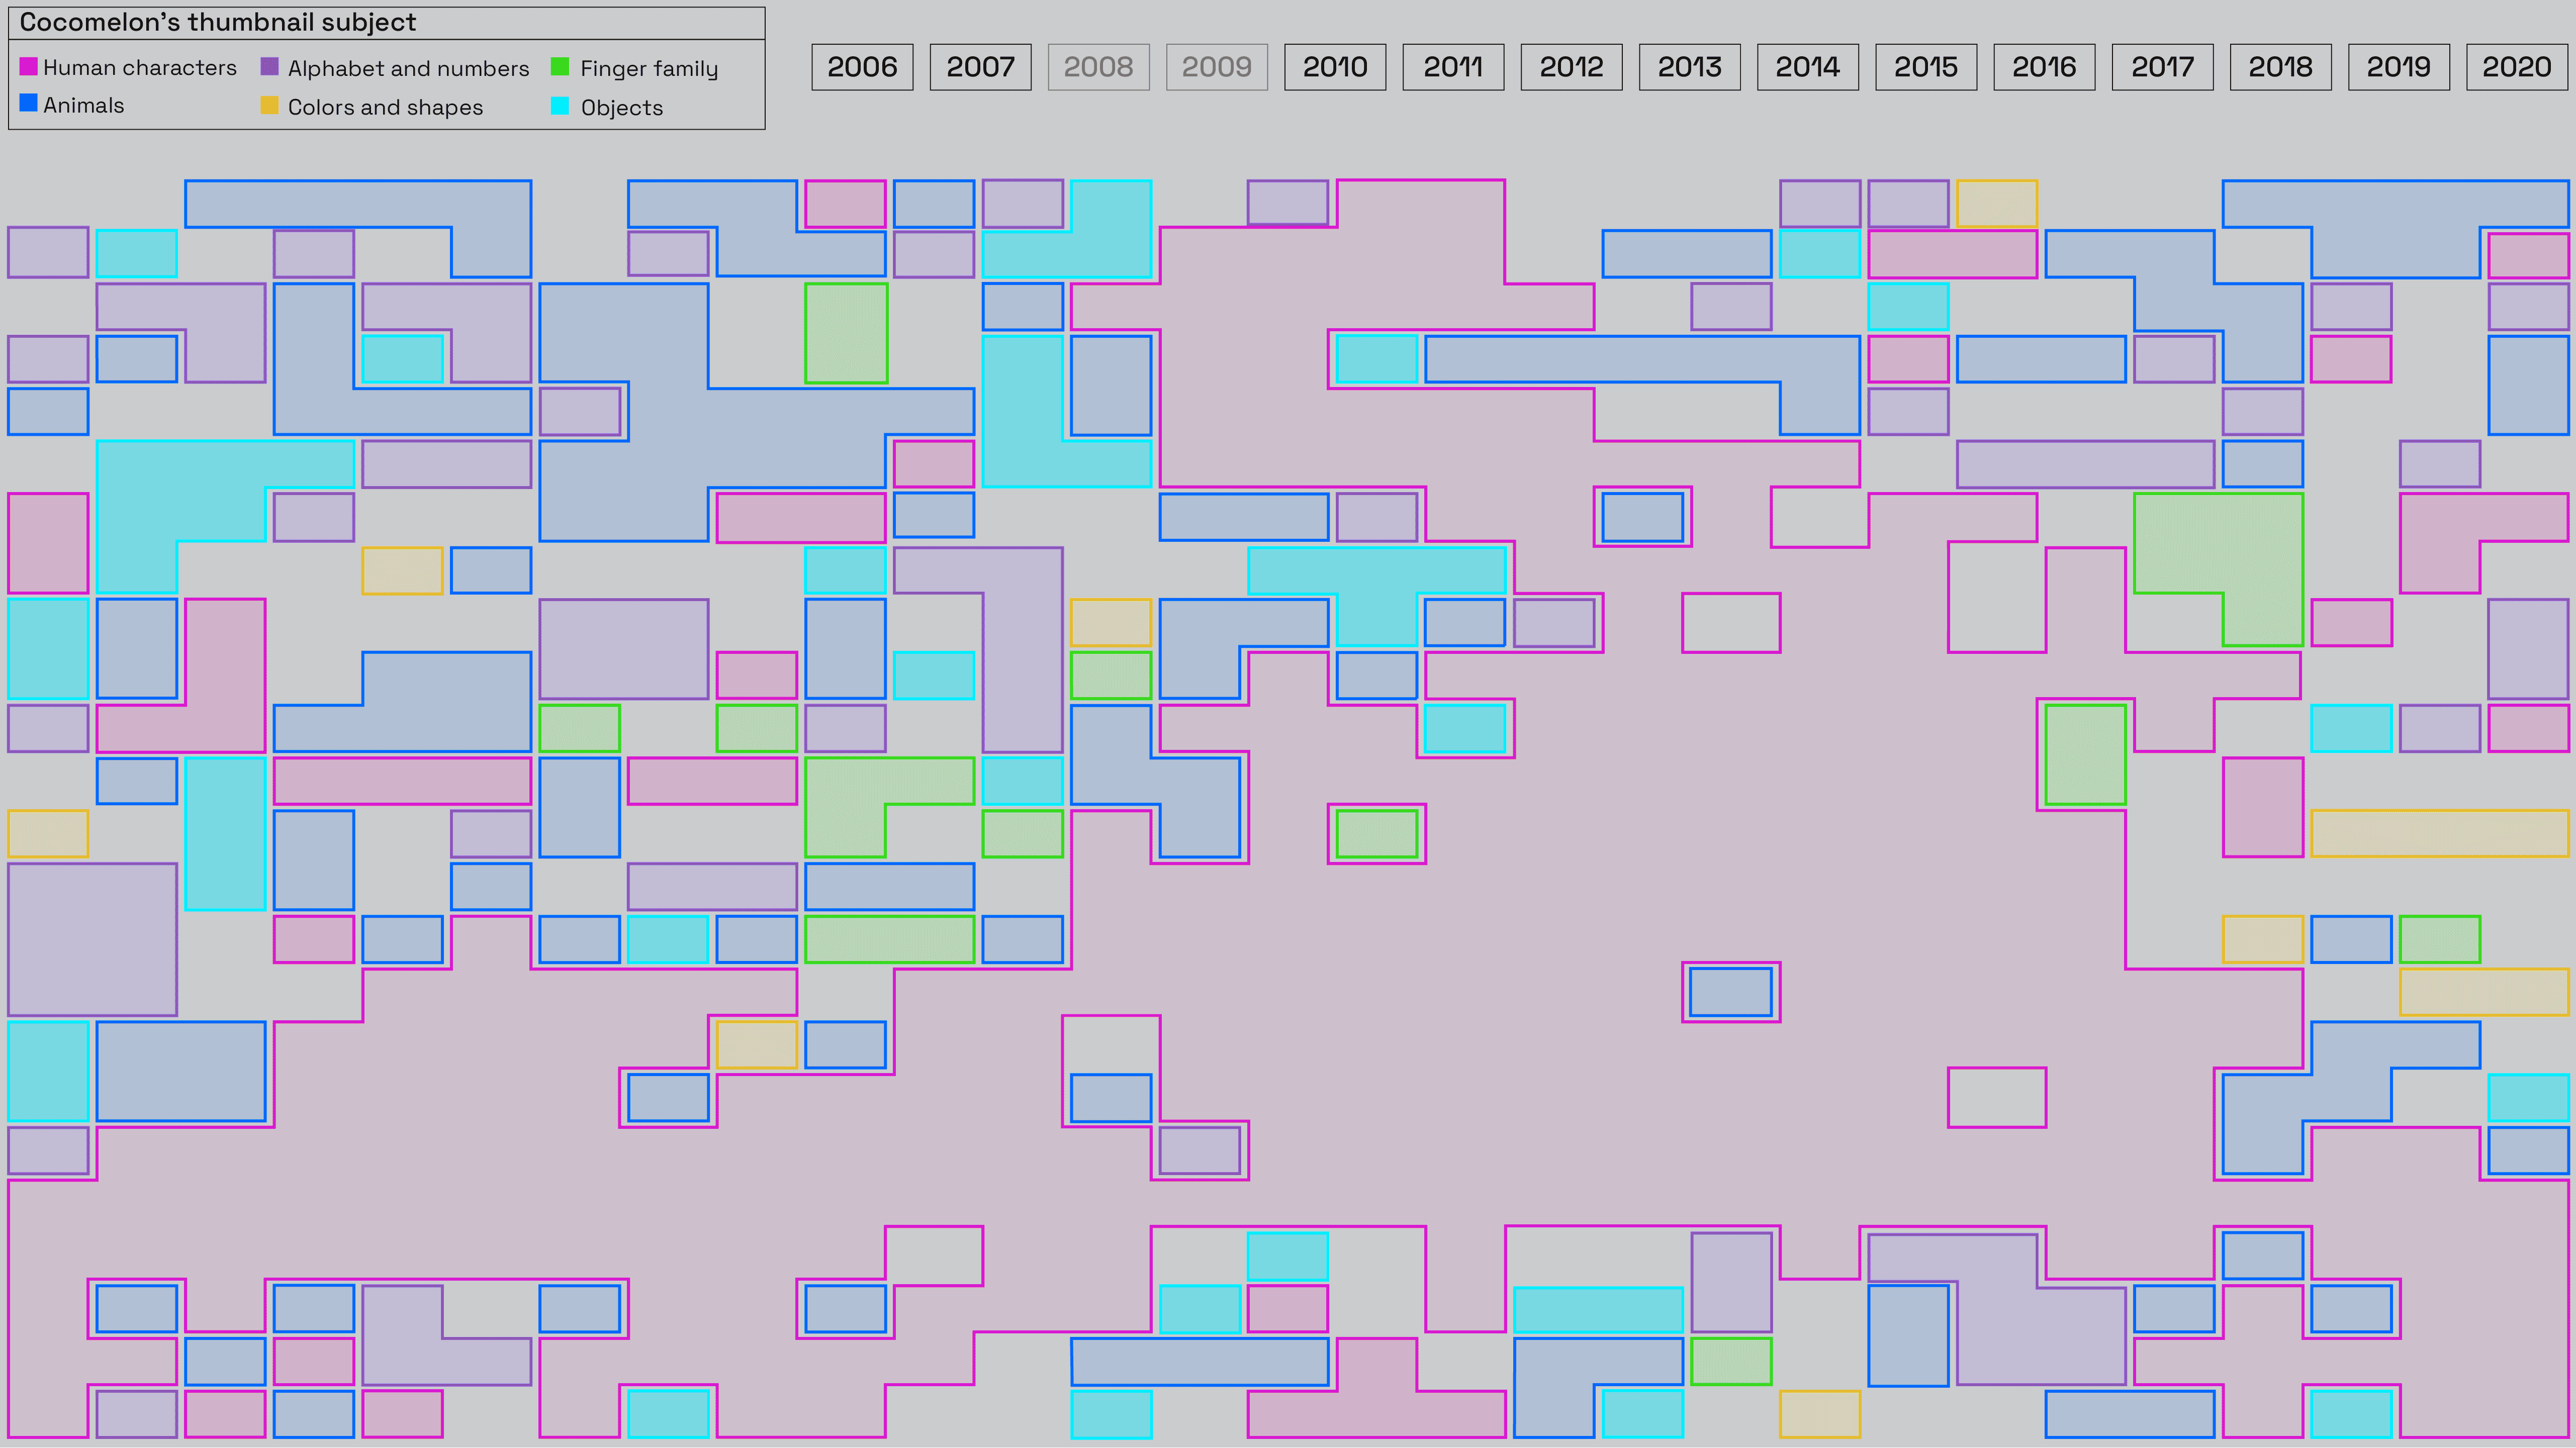 Cocomelon's thumbnail subject
Human characters
Alphabet and numbers
Finger family
Animals
Colors and shapes
Objects
2006 2007 2008 2009 2010 2011 2012 2013 2014 2015 2016 2017 2018 2019 2020